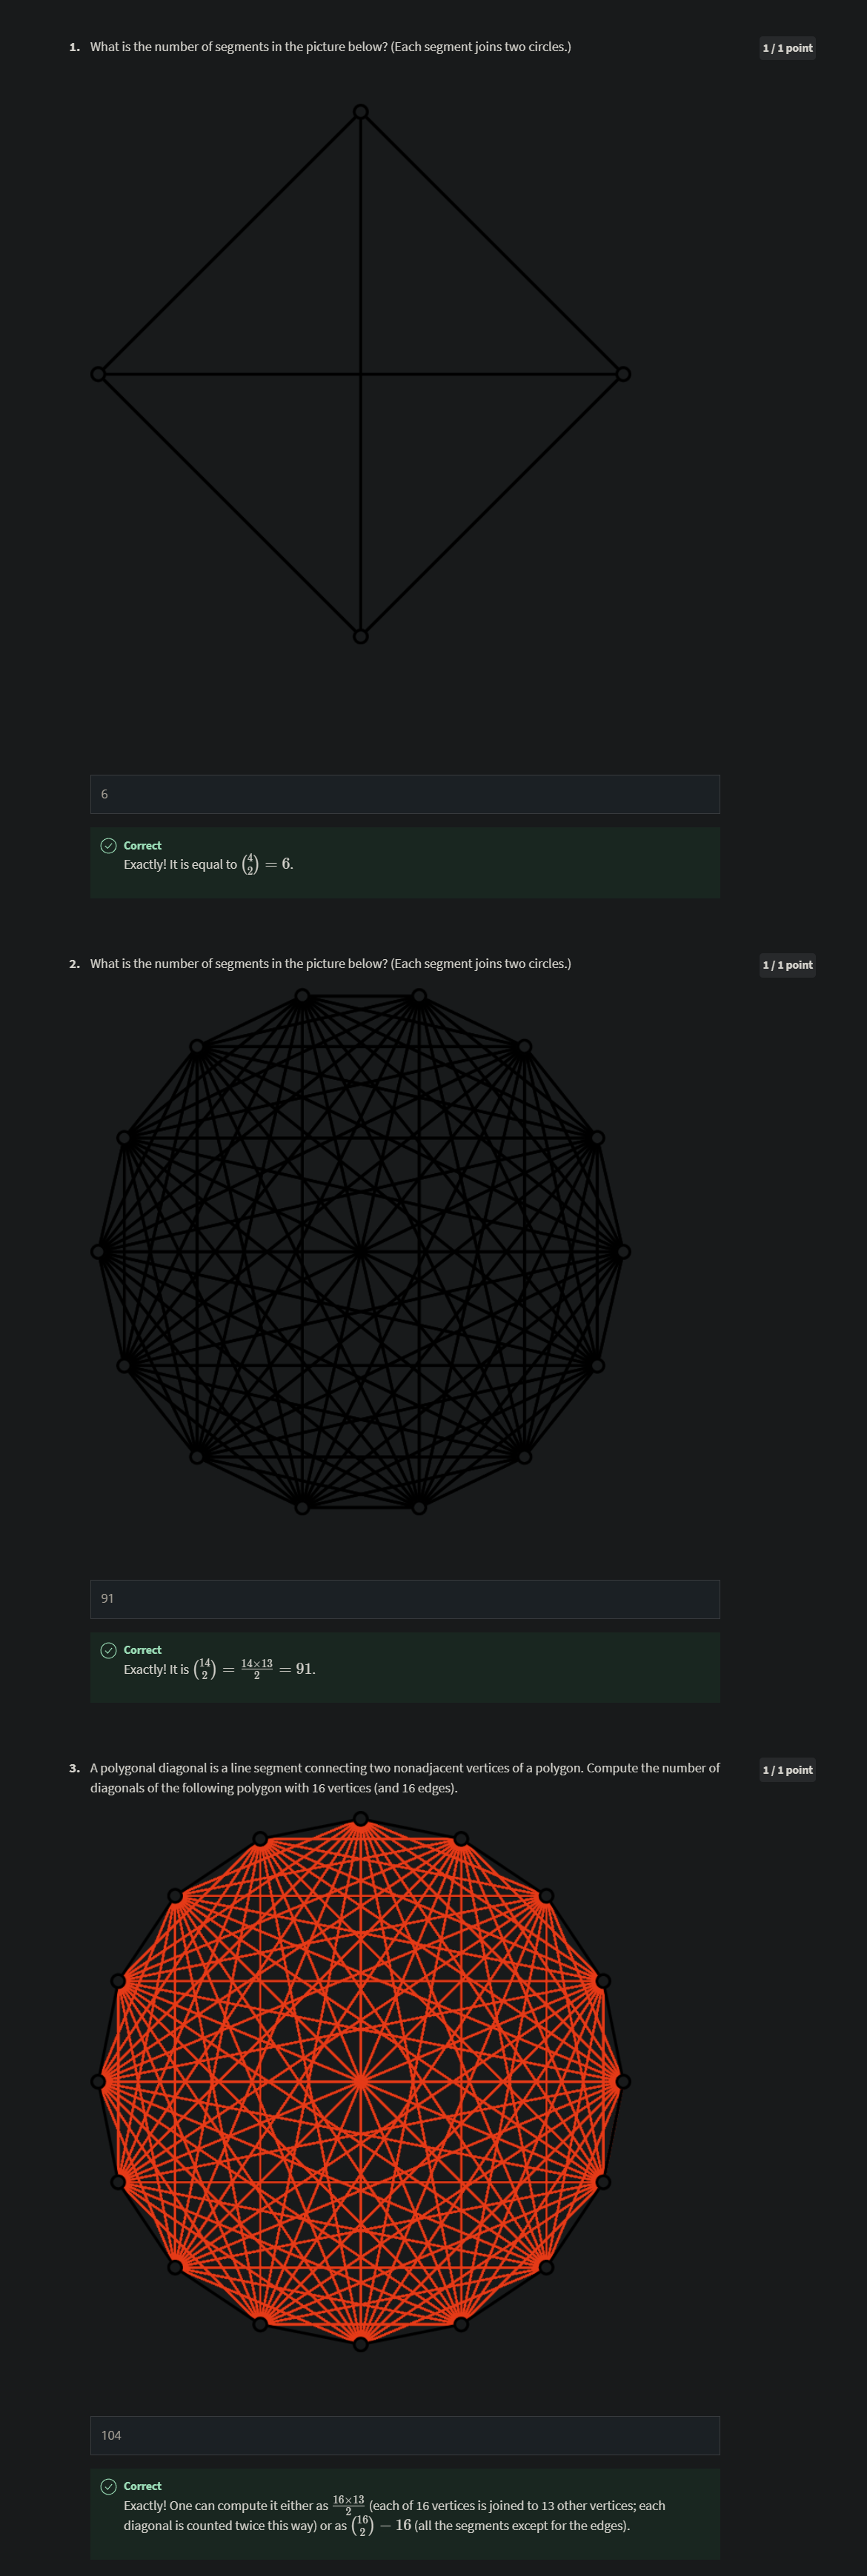 1. What is the number of segments in the picture below? (Each segment joins two circles.)
1 / 1 point
6
Correct
Exactly! It is equal to \binom{4}{2} = 6.
2. What is the number of segments in the picture below? (Each segment joins two circles.)
1 / 1 point
91
Correct
Exactly! It is \binom{14}{2} = \frac{14×13}{2} = 91.
3. A polygonal diagonal is a line segment connecting two nonadjacent vertices of a polygon. Compute the number of
diagonals of the following polygon with 16 vertices (and 16 edges).
1 / 1 point
104
Correct
Exactly! One can compute it either as \frac{16×13}{2} (each of 16 vertices is joined to 13 other vertices; each
diagonal is counted twice this way) or as \binom{16}{2} − 16 (all the segments except for the edges).